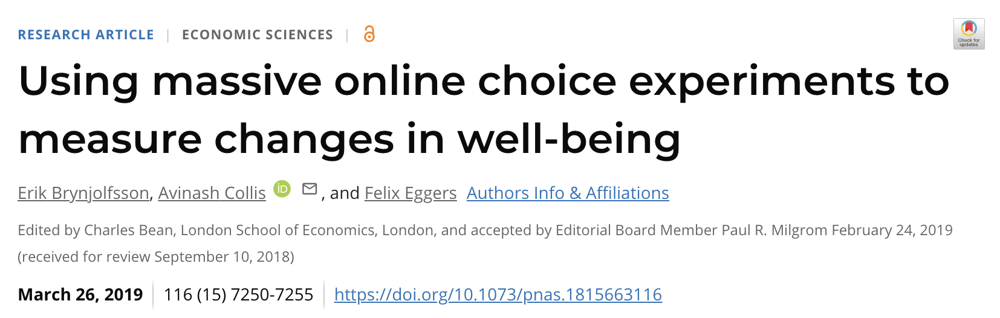 RESEARCH ARTICLE | ECONOMIC SCIENCES |
Check for
updates
Using massive online choice experiments to
measure changes in well-being
Erik Brynjolfsson, Avinash Collis iD , and Felix Eggers Authors Info & Affiliations
Edited by Charles Bean, London School of Economics, London, and accepted by Editorial Board Member Paul R. Milgrom February 24, 2019
(received for review September 10, 2018)
March 26, 2019 | 116 (15) 7250-7255 | https://doi.org/10.1073/pnas.1815663116